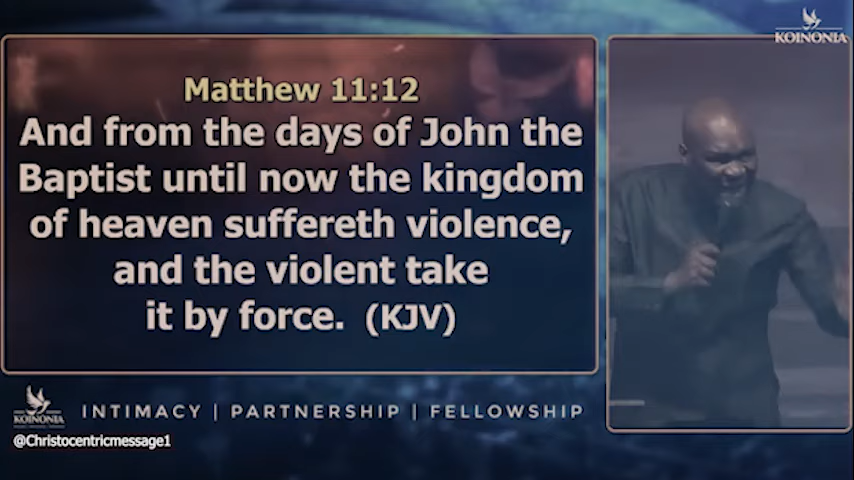 KOINONIA
Matthew 11:12
And from the days of John the
Baptist until now the kingdom
of heaven suffereth violence,
and the violent take
it by force. (KJV)
KOINONIA
INTIMACY | PARTNERSHIP | FELLOWSHIP
@Christocentricmessage1